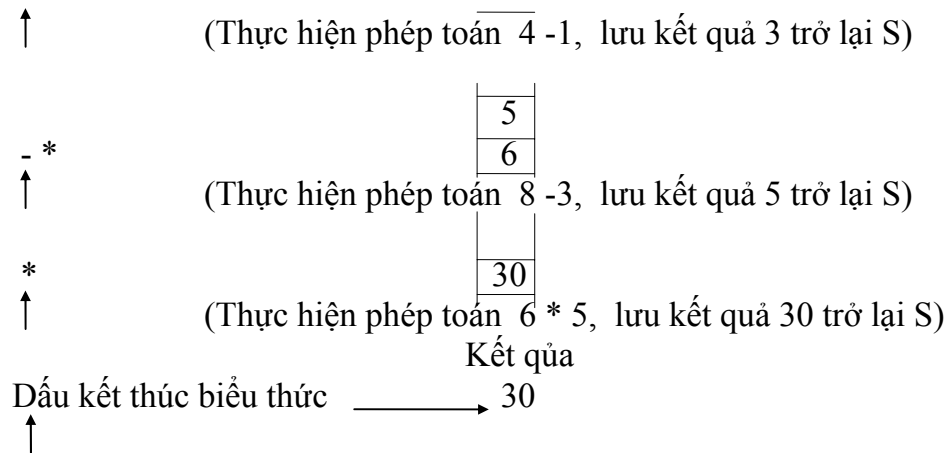 (Thực hiện phép toán 4 -1, lưu kết quả 3 trở lại S)
5
- * 6
(Thực hiện phép toán 8 -3, lưu kết quả 5 trở lại S)
* 30
(Thực hiện phép toán 6 * 5, lưu kết quả 30 trở lại S)
Kết qủa
Dấu kết thúc biểu thức 30